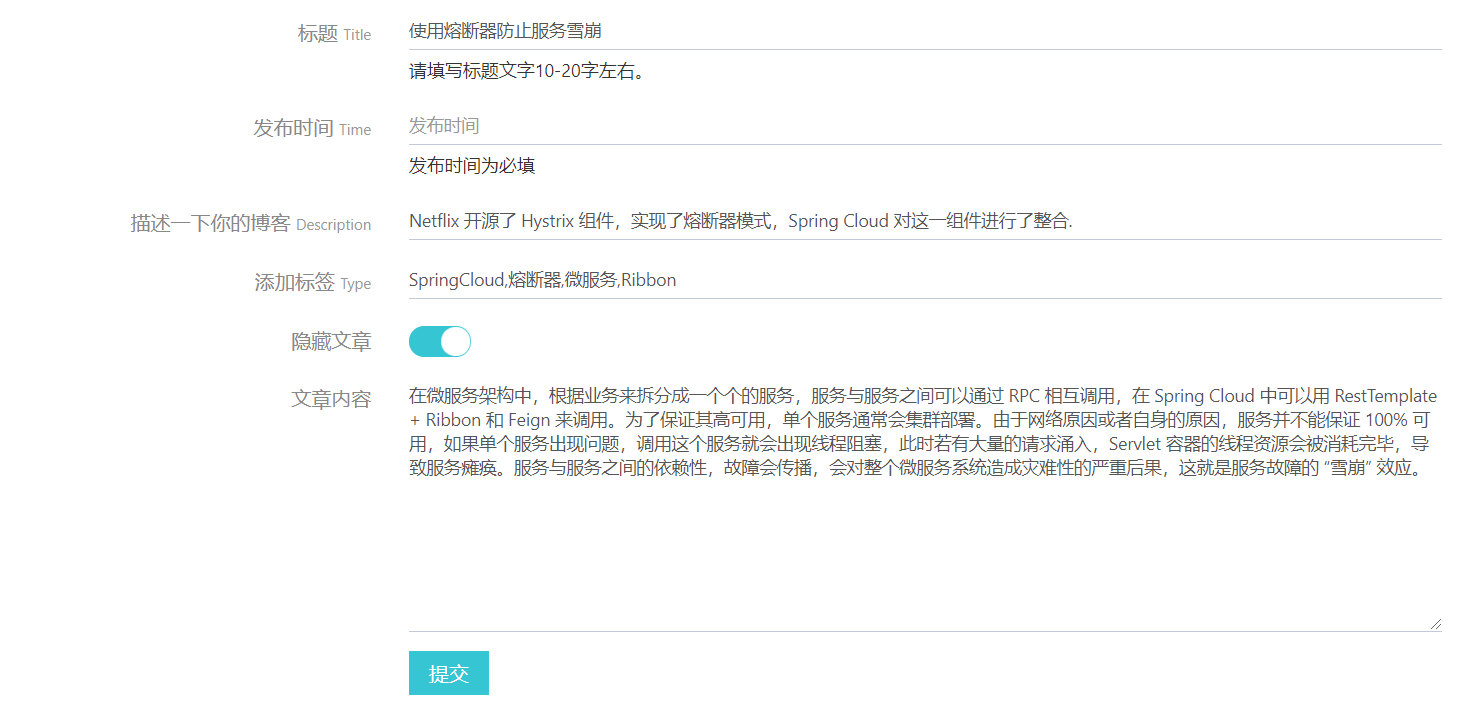 标题 Title
使用熔断器防止服务雪崩
请填写标题文字10-20字左右。
发布时间 Time
发布时间
发布时间为必填
描述一下你的博客 Description
Netflix 开源了 Hystrix 组件，实现了熔断器模式，Spring Cloud 对这一组件进行了整合.
添加标签 Type
SpringCloud,熔断器,微服务,Ribbon
隐藏文章
文章内容
在微服务架构中，根据业务来拆分成一个个的服务，服务与服务之间可以通过 RPC 相互调用，在 Spring Cloud 中可以用 RestTemplate
+ Ribbon 和 Feign 来调用。为了保证其高可用，单个服务通常会集群部署。由于网络原因或者自身的原因，服务并不能保证 100% 可
用，如果单个服务出现问题，调用这个服务就会出现线程阻塞，此时若有大量的请求涌入，Servlet 容器的线程资源会被消耗完毕，导
致服务瘫痪。服务与服务之间的依赖性，故障会传播，会对整个微服务系统造成灾难性的严重后果，这就是服务故障的 “雪崩” 效应。
提交